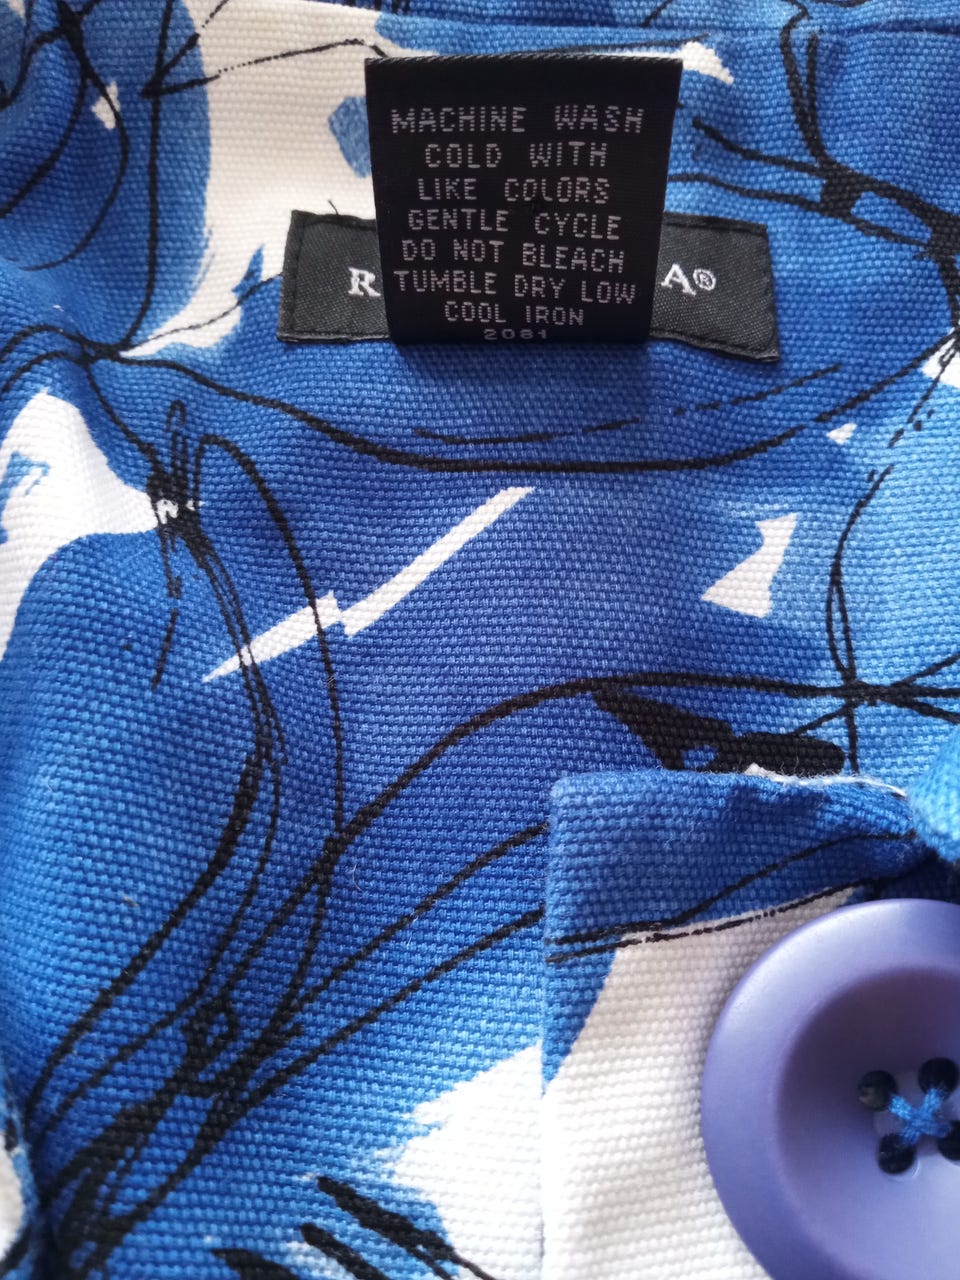 MACHINE WASH
COLD WITH
LIKE COLORS
GENTLE CYCLE
DO NOT BLEACH
TUMBLE DRY LOW
COOL IRON
2081
R A®